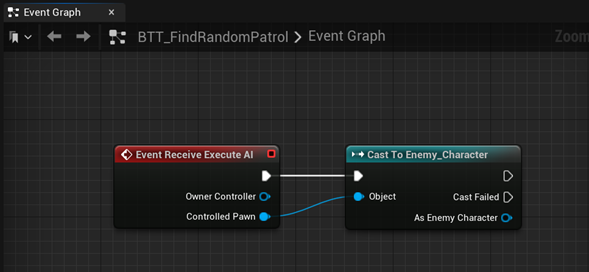 Event Graph
BTT_FindRandomPatrol > Event Graph
Zoom
Event Receive Execute AI
Cast To Enemy_Character
Owner Controller
Object
Cast Failed
Controlled Pawn
As Enemy Character